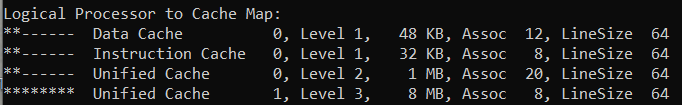 Logical Processor to Cache Map:
**------  Data Cache          0, Level 1,   48 KB, Assoc  12, LineSize  64
**------  Instruction Cache   0, Level 1,   32 KB, Assoc   8, LineSize  64
**------  Unified Cache       0, Level 2,    1 MB, Assoc  20, LineSize  64
********  Unified Cache       1, Level 3,    8 MB, Assoc   8, LineSize  64